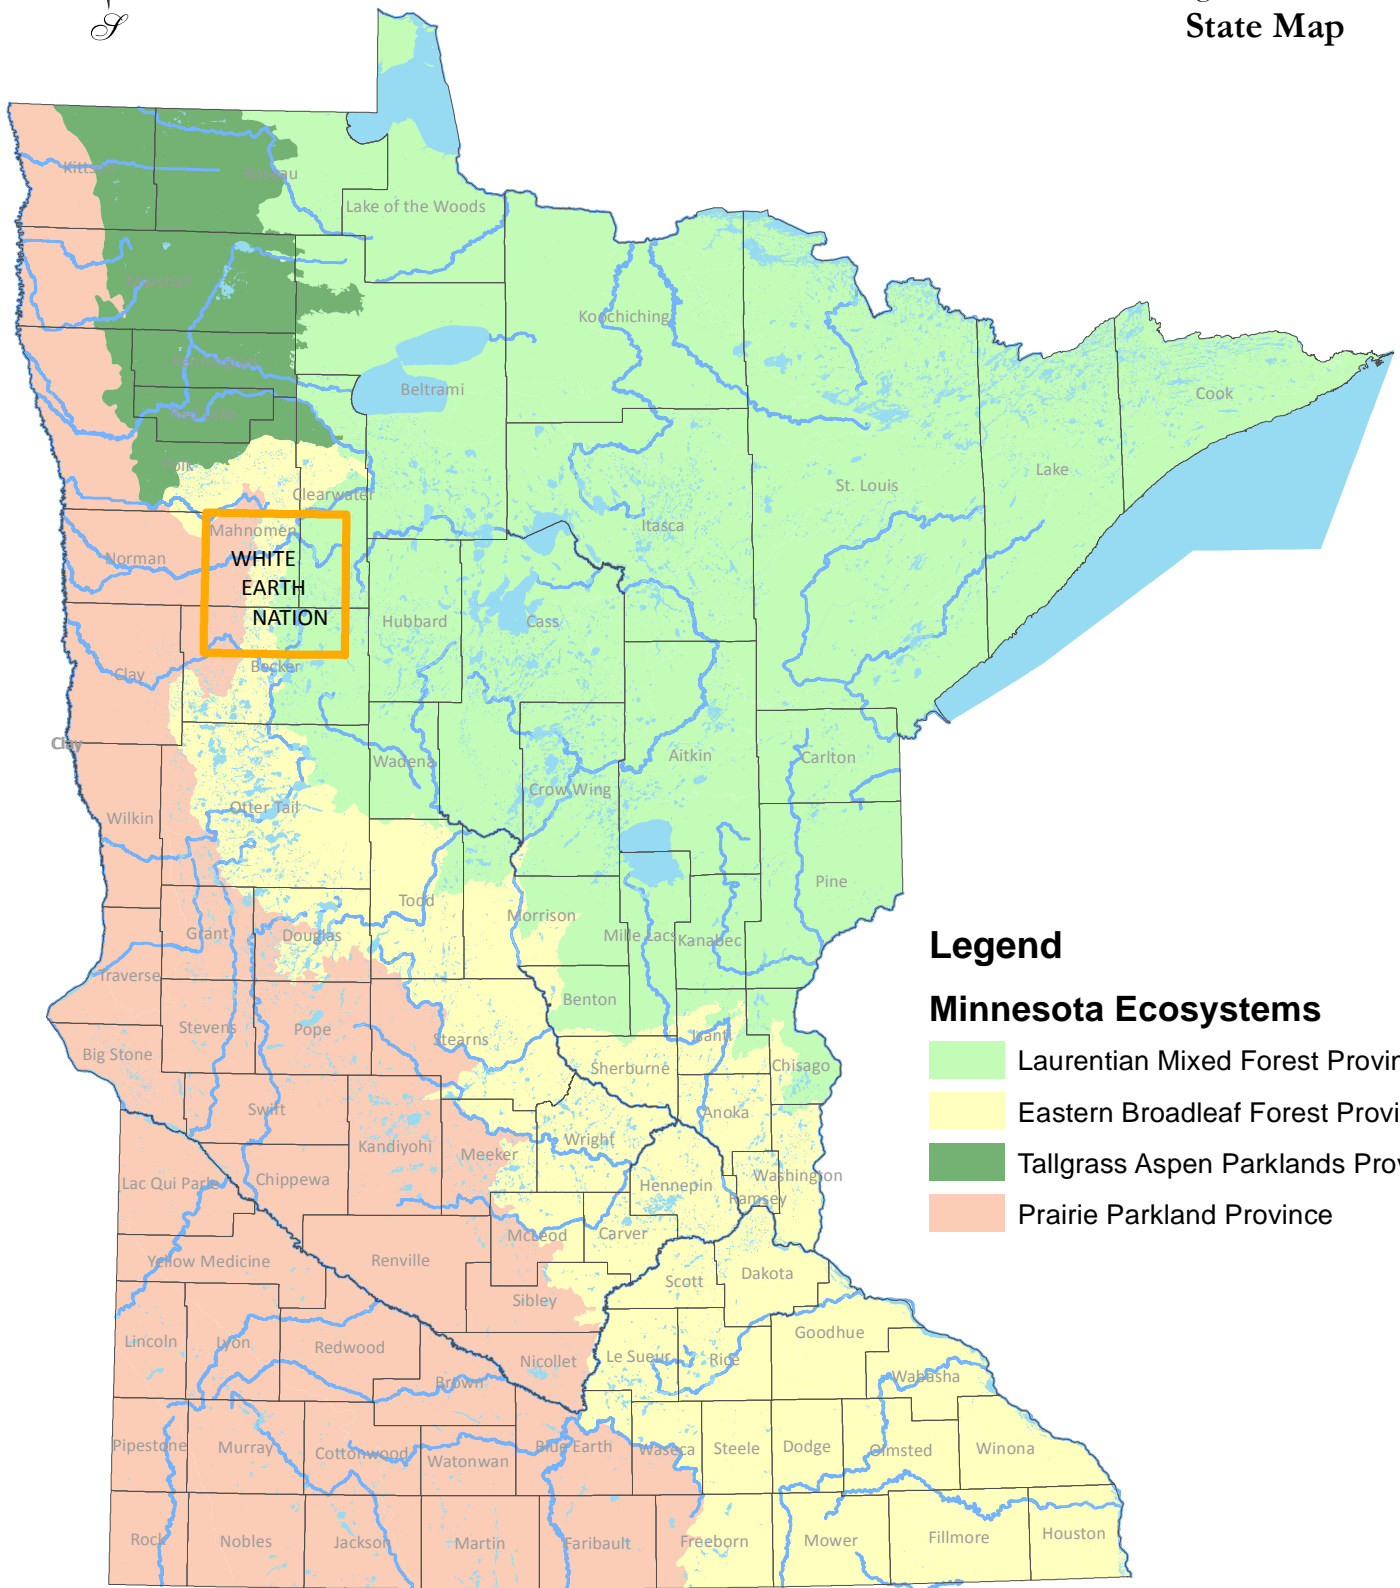 S
State Map
Lake of the Woods
Koochiching
Beltrami
Cook
Lake
St. Louis
Clearwater
Itasca
Mahnomen
Norman
WHITE
EARTH
NATION
Hubbard
Cass
Becker
Clay
Clay
Aitkin
Carlton
Wadena
Crow Wing
Otter Tail
Wilkin
Pine
Todd
Morrison
Grant
Douglas
Mille Lacs
Kanabec
Traverse
Benton
Stevens
Pope
Stearns
Isanti
Big Stone
Sherburne
Chisago
Swift
Anoka
Kandiyohi
Wright
Meeker
Lac Qui Parle
Chippewa
Hennepin
Washington
Ramsey
McLeod
Carver
Yellow Medicine
Renville
Scott
Dakota
Sibley
Lincoln
Lyon
Redwood
Nicollet
Le Sueur
Rice
Goodhue
Brown
Wabasha
Pipestone
Murray
Cottonwood
Watonwan
Blue Earth
Waseca
Steele
Dodge
Olmsted
Winona
Rock
Nobles
Jackson
Martin
Faribault
Freeborn
Mower
Fillmore
Houston
Legend
Minnesota Ecosystems
Laurentian Mixed Forest Provin
Eastern Broadleaf Forest Provi
Tallgrass Aspen Parklands Prov
Prairie Parkland Province